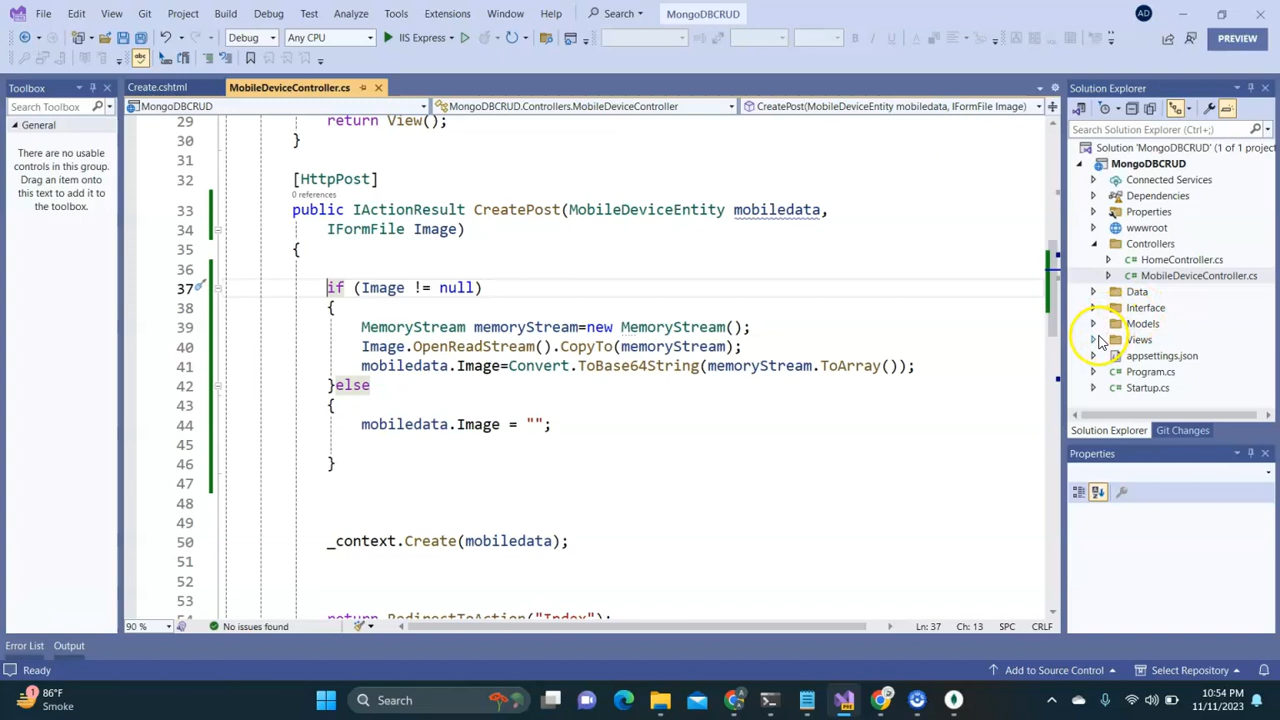 File Edit View Git Project Build Debug Test Analyze Tools Extensions Window Help Search MongoDBCRUD AD
PREVIEW
Debug Any CPU IIS Express
Toolbox
Search Toolbox
General
There are no usable
controls in this group.
Drag an item onto
this text to add it to
the toolbox.
Create.cshtml MobileDeviceController.cs
MongoDBCRUD MongoDBCRUD.Controllers.MobileDeviceController CreatePost(MobileDeviceEntity mobiledata, IFormFile Image)
29 return View();
30 }
31
32 [HttpPost]
0 references
33 public IActionResult CreatePost(MobileDeviceEntity mobiledata,
34 IFormFile Image)
35 {
36
37 if (Image != null)
38 {
39 MemoryStream memoryStream=new MemoryStream();
40 Image.OpenReadStream().CopyTo(memoryStream);
41 mobiledata.Image=Convert.ToBase64String(memoryStream.ToArray());
42 }else
43 {
44 mobiledata.Image = "";
45
46 }
47
48
49
50 _context.Create(mobiledata);
51
52
53
54 return RedirectToAction("Index");
90 % No issues found Ln: 37 Ch: 13 SPC CRLF
Solution Explorer
Search Solution Explorer (Ctrl+;)
Solution 'MongoDBCRUD' (1 of 1 project
MongoDBCRUD
Connected Services
Dependencies
Properties
wwwroot
Controllers
HomeController.cs
MobileDeviceController.cs
Data
Interface
Models
Views
appsettings.json
Program.cs
Startup.cs
Solution Explorer Git Changes
Properties
Error List Output
Ready Add to Source Control Select Repository
86°F
Smoke
Search
10:54 PM
11/11/2023